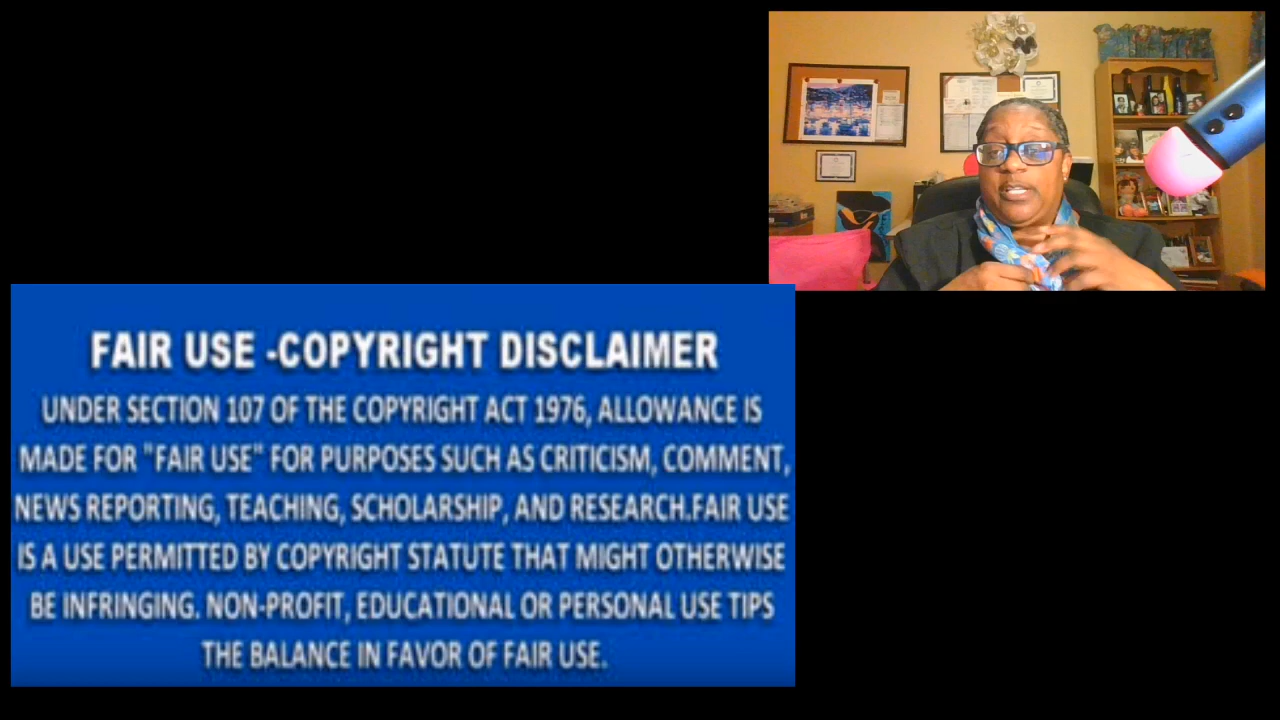 FAIR USE -COPYRIGHT DISCLAIMER
UNDER SECTION 107 OF THE COPYRIGHT ACT 1976, ALLOWANCE IS
MADE FOR "FAIR USE" FOR PURPOSES SUCH AS CRITICISM, COMMENT,
NEWS REPORTING, TEACHING, SCHOLARSHIP, AND RESEARCH.FAIR USE
IS A USE PERMITTED BY COPYRIGHT STATUTE THAT MIGHT OTHERWISE
BE INFRINGING. NON-PROFIT, EDUCATIONAL OR PERSONAL USE TIPS
THE BALANCE IN FAVOR OF FAIR USE.